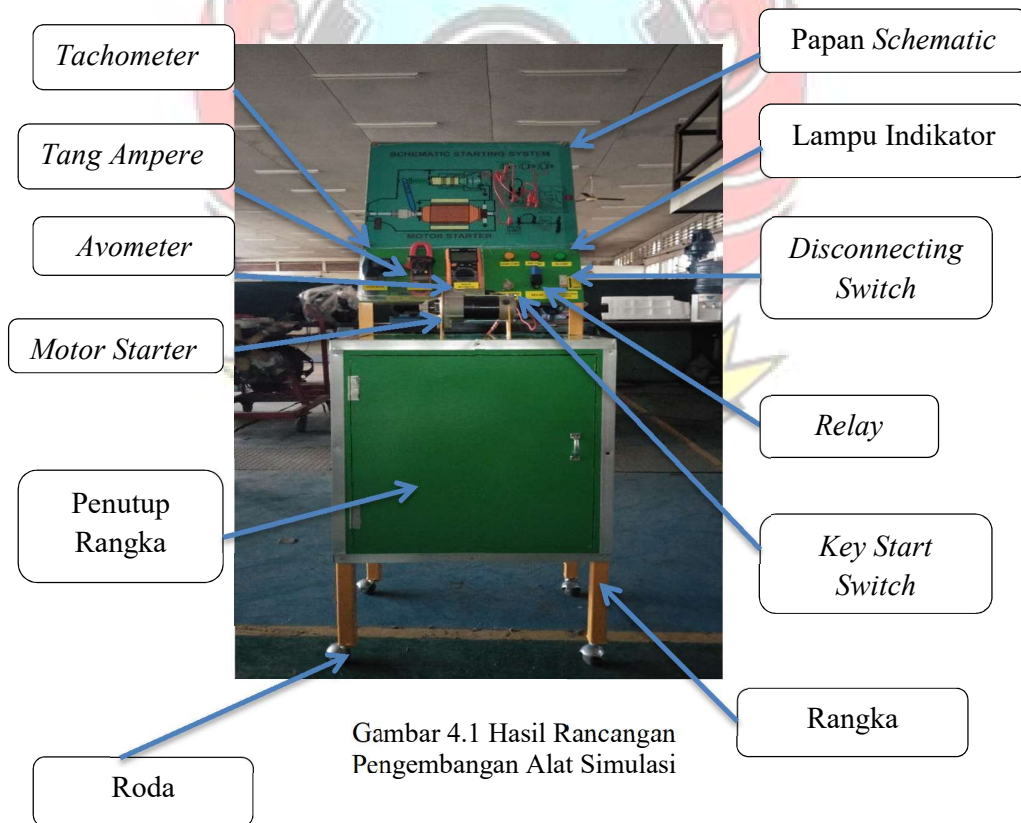 Tachometer
Tang Ampere
Avometer
Motor Starter
Penutup
Rangka
Roda
Papan Schematic
Lampu Indikator
Disconnecting
Switch
Relay
Key Start
Switch
Rangka
SCHEMATIC STARTING SYSTEM
MOTOR STARTER
Gambar 4.1 Hasil Rancangan
Pengembangan Alat Simulasi